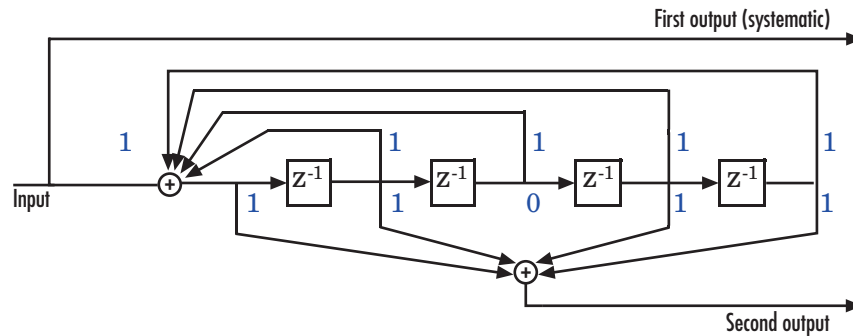 First output (systematic)
1 1 1 1 1
+ z-1 z-1 z-1 z-1
Input
1 1 0 1 1
+
Second output